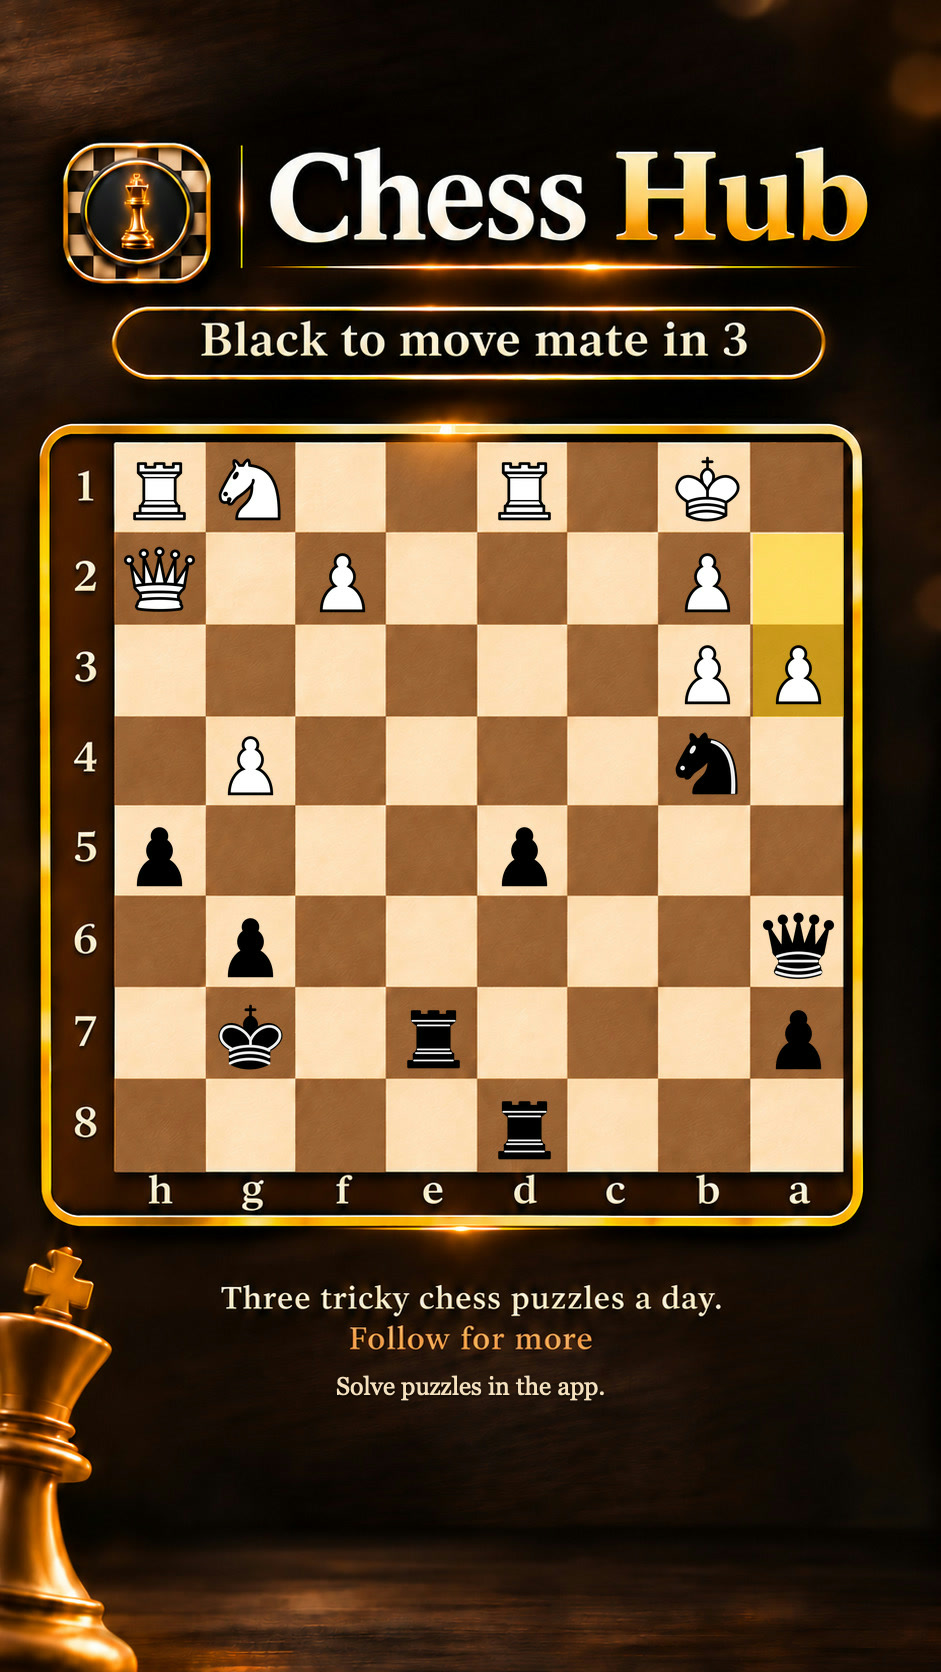 Chess Hub
Black to move mate in 3
1
2
3
4
5
6
7
8
h g f e d c b a
Three tricky chess puzzles a day.
Follow for more
Solve puzzles in the app.